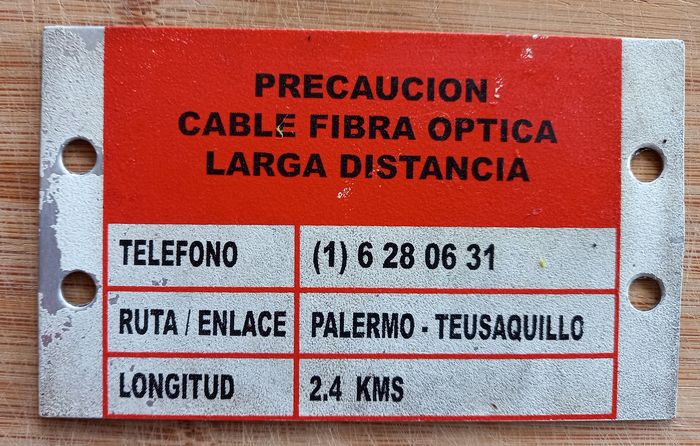 PRECAUCION
CABLE FIBRA OPTICA
LARGA DISTANCIA
TELEFONO (1) 6 28 06 31
RUTA / ENLACE PALERMO - TEUSAQUILLO
LONGITUD 2.4 KMS